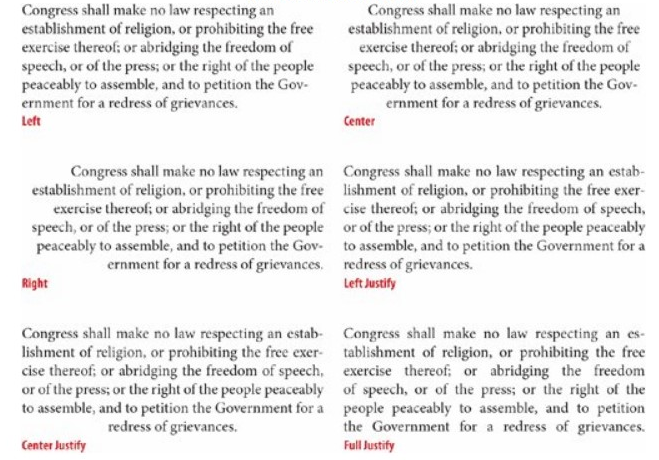 Congress shall make no law respecting an
establishment of religion, or prohibiting the free
exercise thereof; or abridging the freedom of
speech, or of the press; or the right of the people
peaceably to assemble, and to petition the Gov-
ernment for a redress of grievances.
Left
Congress shall make no law respecting an
establishment of religion, or prohibiting the free
exercise thereof; or abridging the freedom of
speech, or of the press; or the right of the people
peaceably to assemble, and to petition the Gov-
ernment for a redress of grievances.
Center
Congress shall make no law respecting an
establishment of religion, or prohibiting the free
exercise thereof; or abridging the freedom of
speech, or of the press; or the right of the people
peaceably to assemble, and to petition the Gov-
ernment for a redress of grievances.
Right
Congress shall make no law respecting an estab-
lishment of religion, or prohibiting the free exer-
cise thereof; or abridging the freedom of speech,
or of the press; or the right of the people peaceably
to assemble, and to petition the Government for a
redress of grievances.
Left Justify
Congress shall make no law respecting an estab-
lishment of religion, or prohibiting the free exer-
cise thereof; or abridging the freedom of speech,
or of the press; or the right of the people peaceably
to assemble, and to petition the Government for a
redress of grievances.
Center Justify
Congress shall make no law respecting an es-
tablishment of religion, or prohibiting the free
exercise thereof; or abridging the freedom
of speech, or of the press; or the right of the
people peaceably to assemble, and to petition
the Government for a redress of grievances.
Full Justify